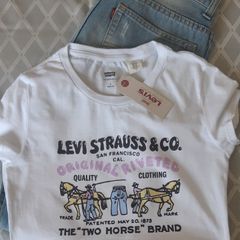 LEVI'S
LEVI STRAUSS & CO.
SAN FRANCISCO
CAL.
ORIGINAL RIVETED
QUALITY CLOTHING
TRADE MARK
PATENTED MAY 20, 1873
THE "TWO HORSE" BRAND